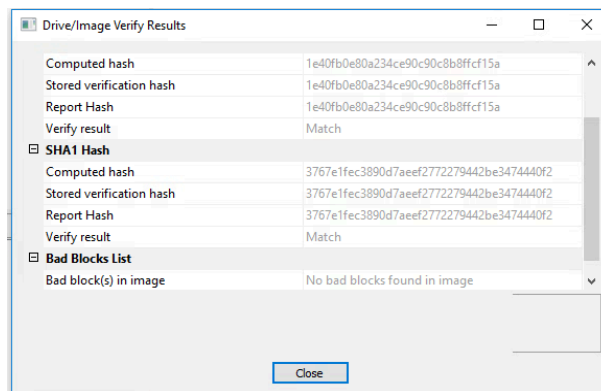 Drive/Image Verify Results
Computed hash 1e40fb0e80a234ce90c90c8b8ffcf15a
Stored verification hash 1e40fb0e80a234ce90c90c8b8ffcf15a
Report Hash 1e40fb0e80a234ce90c90c8b8ffcf15a
Verify result Match
SHA1 Hash
Computed hash 3767e1fec3890d7aeef2772279442be3474440f2
Stored verification hash 3767e1fec3890d7aeef2772279442be3474440f2
Report Hash 3767e1fec3890d7aeef2772279442be3474440f2
Verify result Match
Bad Blocks List
Bad block(s) in image No bad blocks found in image
Close